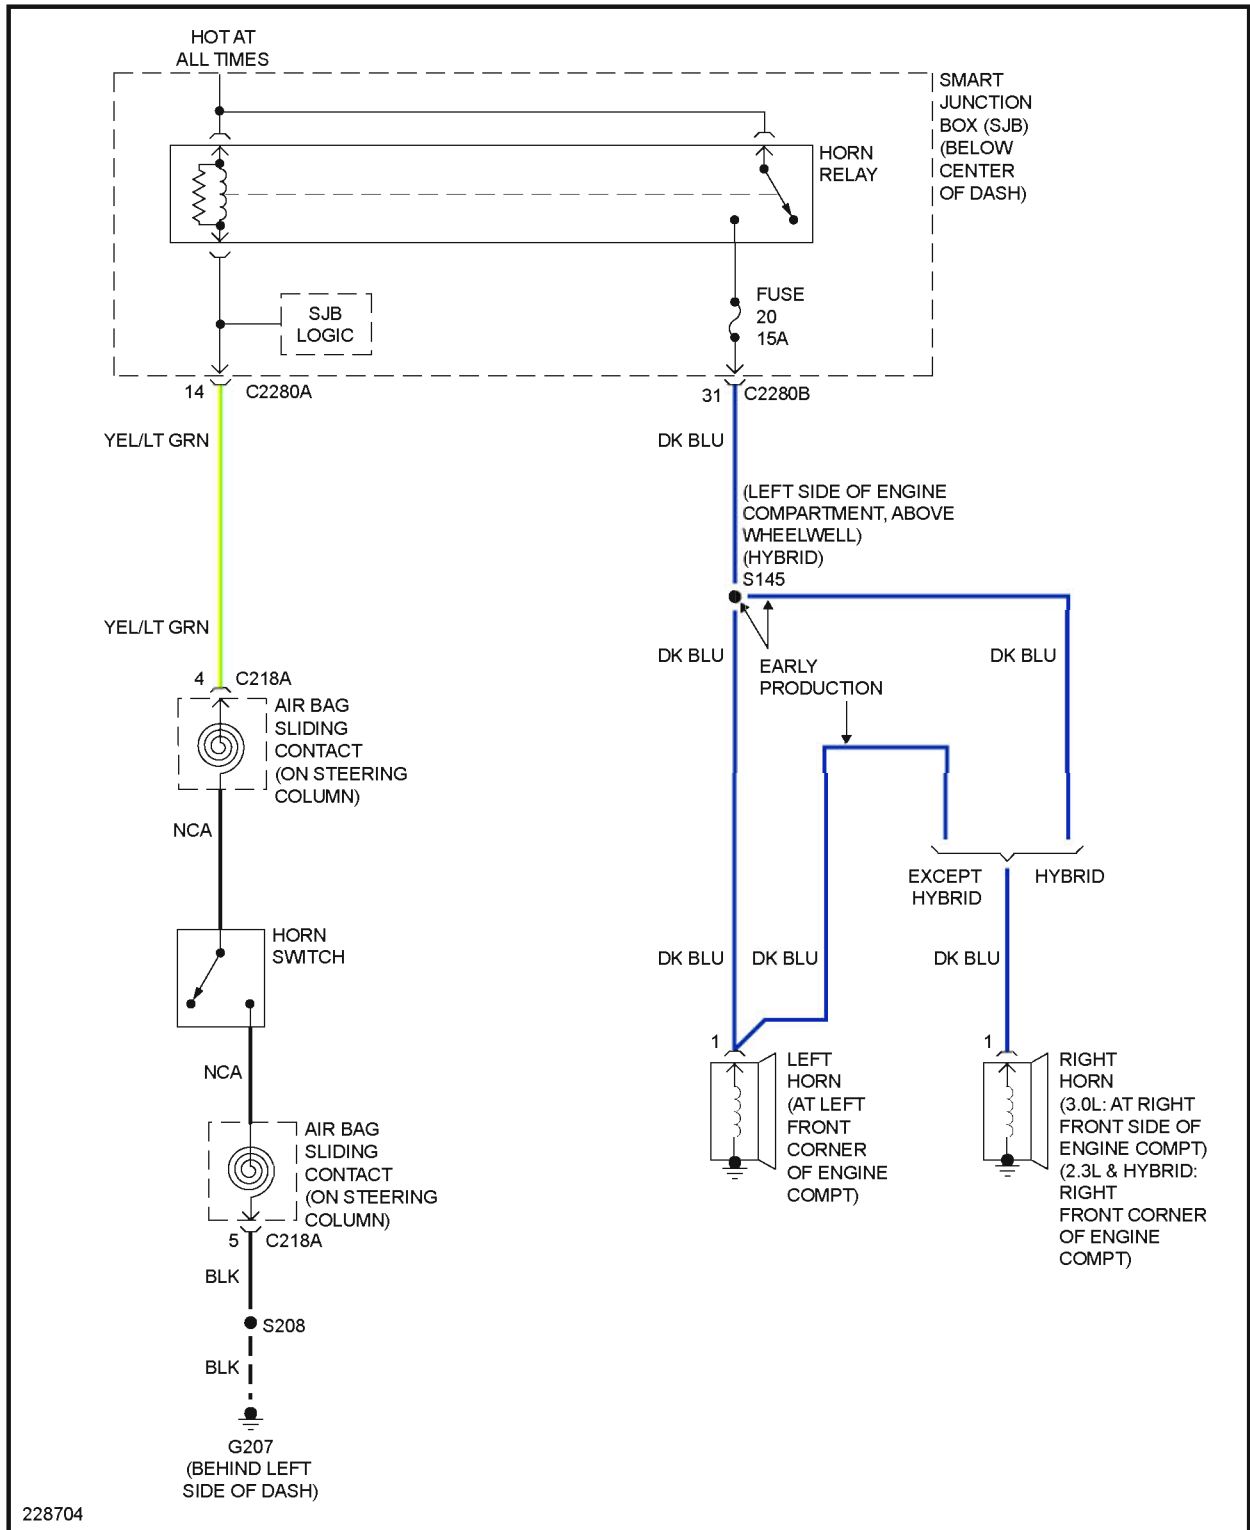 HOT AT
ALL TIMES
SMART
JUNCTION
BOX (SJB)
(BELOW
CENTER
OF DASH)
HORN
RELAY
SJB
LOGIC
FUSE
20
15A
14 C2280A
31 C2280B
YEL/LT GRN
DK BLU
(LEFT SIDE OF ENGINE
COMPARTMENT, ABOVE
WHEELWELL)
(HYBRID)
S145
YEL/LT GRN
DK BLU
EARLY
PRODUCTION
DK BLU
4 C218A
AIR BAG
SLIDING
CONTACT
(ON STEERING
COLUMN)
NCA
EXCEPT
HYBRID
HYBRID
HORN
SWITCH
DK BLU
DK BLU
DK BLU
NCA
1
LEFT
HORN
(AT LEFT
FRONT
CORNER
OF ENGINE
COMPT)
1
RIGHT
HORN
(3.0L: AT RIGHT
FRONT SIDE OF
ENGINE COMPT)
(2.3L & HYBRID:
RIGHT
FRONT CORNER
OF ENGINE
COMPT)
AIR BAG
SLIDING
CONTACT
(ON STEERING
COLUMN)
5 C218A
BLK
S208
BLK
G207
(BEHIND LEFT
SIDE OF DASH)
228704